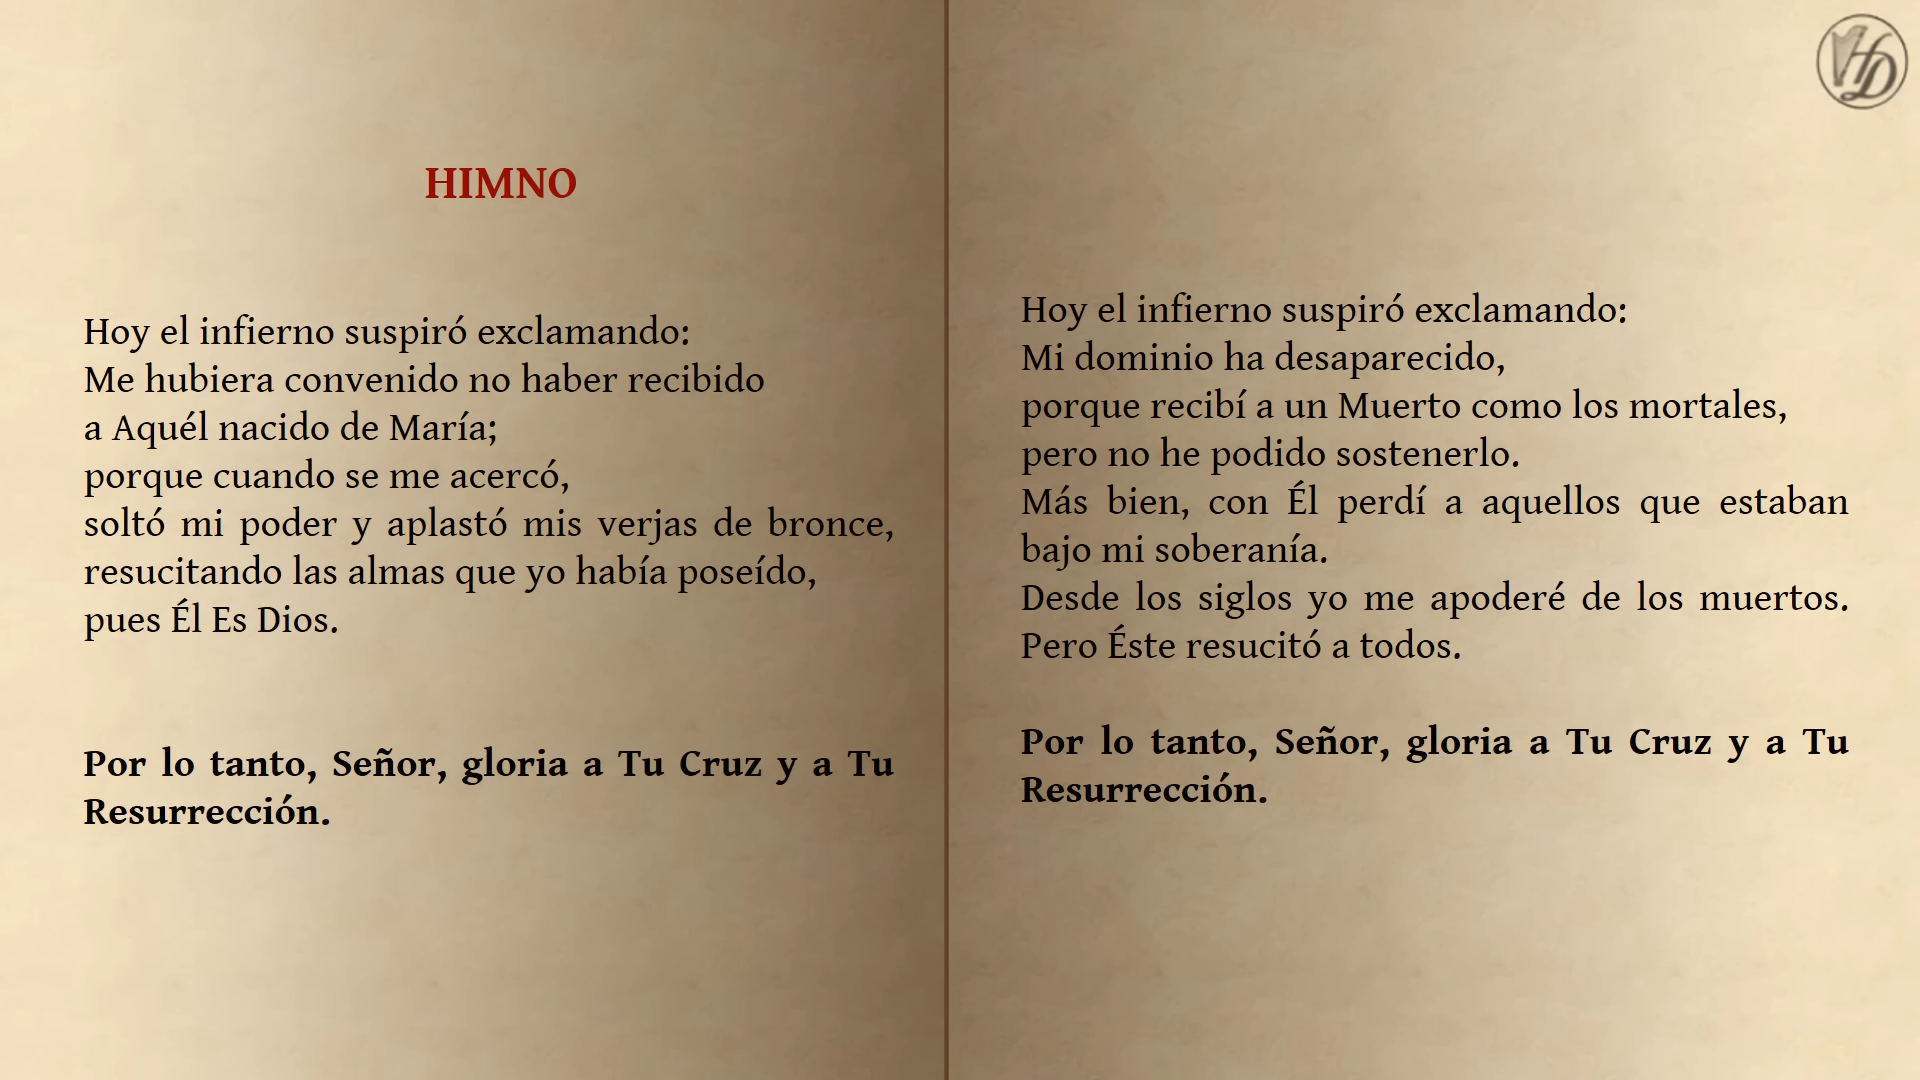 HIMNO
Hoy el infierno suspiró exclamando:
Me hubiera convenido no haber recibido
a Aquél nacido de María;
porque cuando se me acercó,
soltó mi poder y aplastó mis verjas de bronce,
resucitando las almas que yo había poseído,
pues Él Es Dios.
Por lo tanto, Señor, gloria a Tu Cruz y a Tu
Resurrección.
Hoy el infierno suspiró exclamando:
Mi dominio ha desaparecido,
porque recibí a un Muerto como los mortales,
pero no he podido sostenerlo.
Más bien, con Él perdí a aquellos que estaban
bajo mi soberanía.
Desde los siglos yo me apoderé de los muertos.
Pero Éste resucitó a todos.
Por lo tanto, Señor, gloria a Tu Cruz y a Tu
Resurrección.
HD